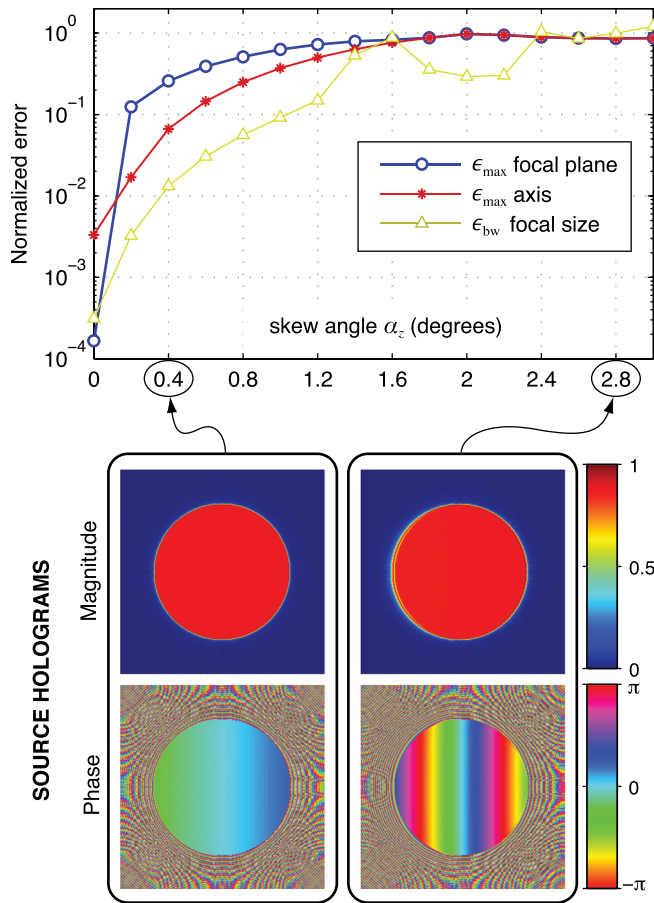 10^0
10^-1
10^-2
10^-3
10^-4
Normalized error
ϵ_max focal plane
ϵ_max axis
ϵ_bw focal size
skew angle α_z (degrees)
0 0.4 0.8 1.2 1.6 2 2.4 2.8
SOURCE HOLOGRAMS
Magnitude
1
0.5
0
Phase
π
0
−π